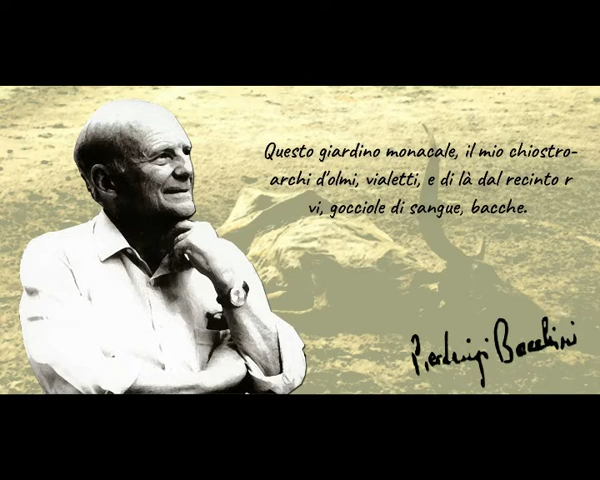 Questo giardino monacale, il mio chiostro-
archi d'olmi, vialetti, e di là dal recinto r
vi, gocciole di sangue, bacche.
Pierluigi Bacchini